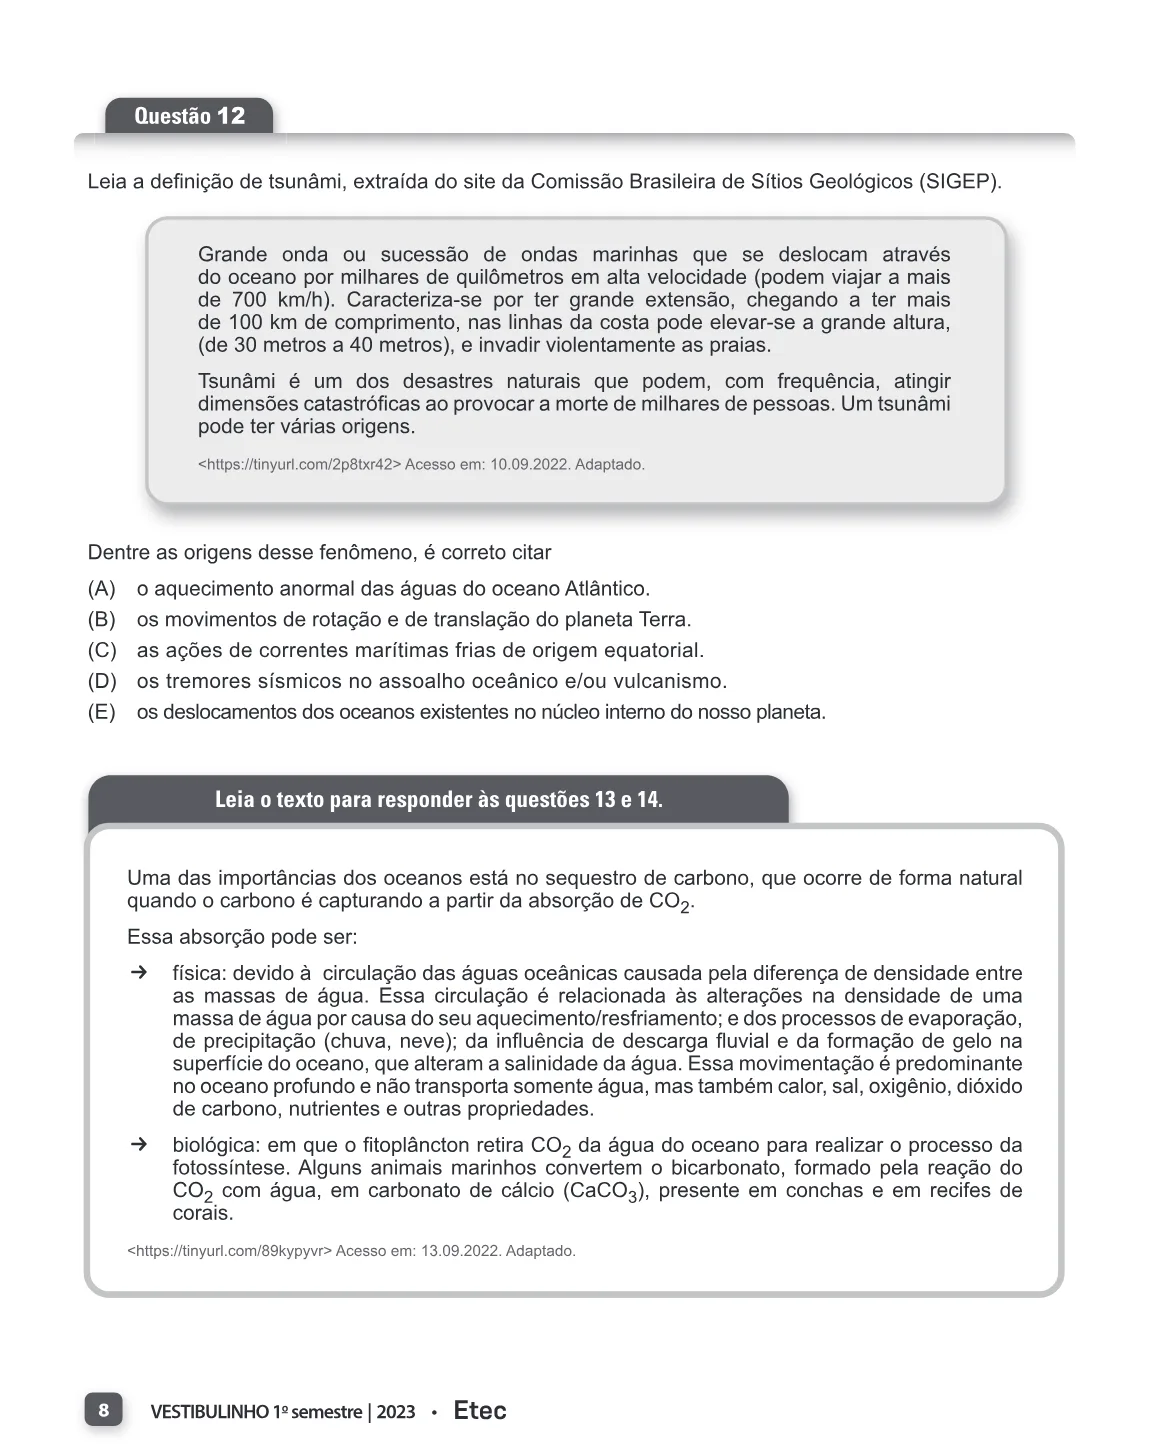 Questão 12
Leia a definição de tsunâmi, extraída do site da Comissão Brasileira de Sítios Geológicos (SIGEP).
Grande onda ou sucessão de ondas marinhas que se deslocam através
do oceano por milhares de quilômetros em alta velocidade (podem viajar a mais
de 700 km/h). Caracteriza-se por ter grande extensão, chegando a ter mais
de 100 km de comprimento, nas linhas da costa pode elevar-se a grande altura,
(de 30 metros a 40 metros), e invadir violentamente as praias.
Tsunâmi é um dos desastres naturais que podem, com frequência, atingir
dimensões catastróficas ao provocar a morte de milhares de pessoas. Um tsunâmi
pode ter várias origens.
<https://tinyurl.com/2p8txr42> Acesso em: 10.09.2022. Adaptado.
Dentre as origens desse fenômeno, é correto citar
(A) o aquecimento anormal das águas do oceano Atlântico.
(B) os movimentos de rotação e de translação do planeta Terra.
(C) as ações de correntes marítimas frias de origem equatorial.
(D) os tremores sísmicos no assoalho oceânico e/ou vulcanismo.
(E) os deslocamentos dos oceanos existentes no núcleo interno do nosso planeta.
Leia o texto para responder às questões 13 e 14.
Uma das importâncias dos oceanos está no sequestro de carbono, que ocorre de forma natural
quando o carbono é capturando a partir da absorção de CO₂.
Essa absorção pode ser:
→ física: devido à circulação das águas oceânicas causada pela diferença de densidade entre
as massas de água. Essa circulação é relacionada às alterações na densidade de uma
massa de água por causa do seu aquecimento/resfriamento; e dos processos de evaporação,
de precipitação (chuva, neve); da influência de descarga fluvial e da formação de gelo na
superfície do oceano, que alteram a salinidade da água. Essa movimentação é predominante
no oceano profundo e não transporta somente água, mas também calor, sal, oxigênio, dióxido
de carbono, nutrientes e outras propriedades.
→ biológica: em que o fitoplâncton retira CO₂ da água do oceano para realizar o processo da
fotossíntese. Alguns animais marinhos convertem o bicarbonato, formado pela reação do
CO₂ com água, em carbonato de cálcio (CaCO₃), presente em conchas e em recifes de
corais.
<https://tinyurl.com/89kypyvr> Acesso em: 13.09.2022. Adaptado.
8 VESTIBULINHO 1º semestre | 2023 • Etec